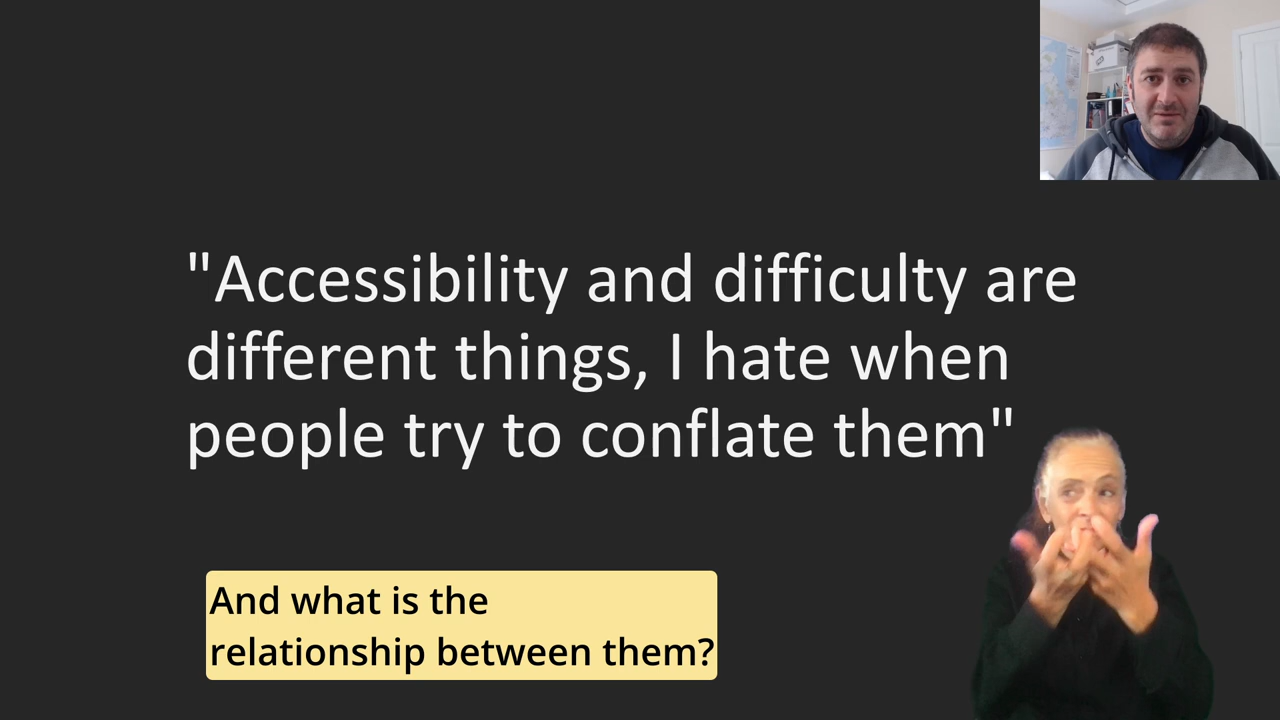 "Accessibility and difficulty are
different things, I hate when
people try to conflate them"
And what is the
relationship between them?